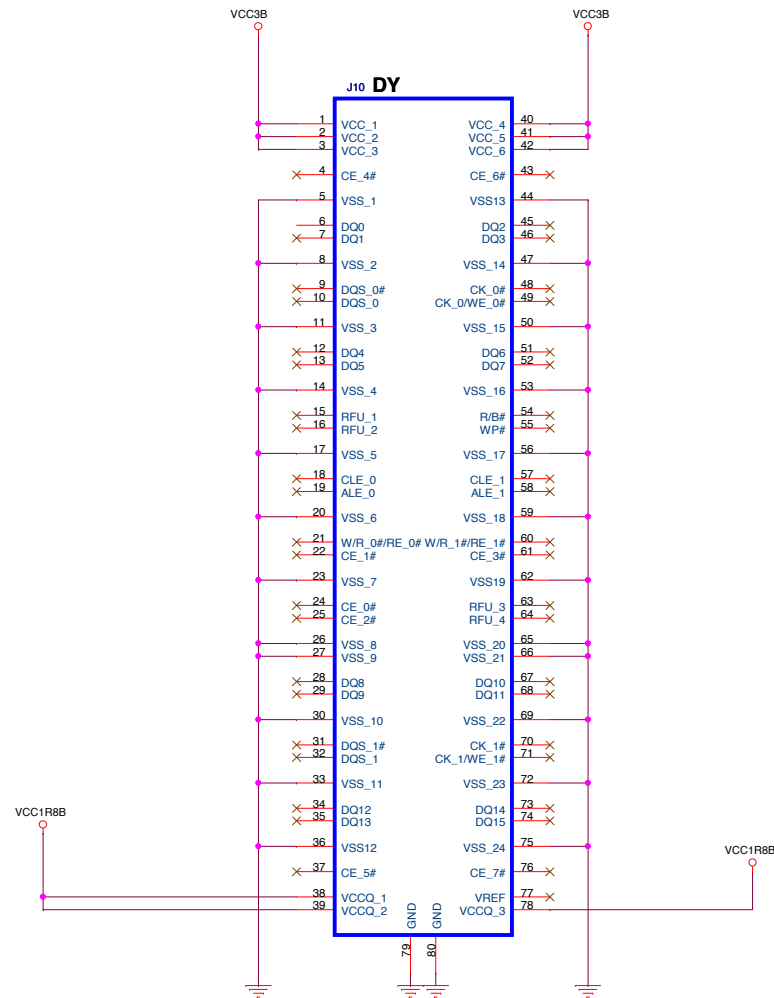 VCC3B VCC3B
J10 DY
1 VCC_1 VCC_4 40
2 VCC_2 VCC_5 41
3 VCC_3 VCC_6 42
4 CE_4# CE_6# 43
5 VSS_1 VSS13 44
6 DQ0 DQ2 45
7 DQ1 DQ3 46
8 VSS_2 VSS_14 47
9 DQS_0# CK_0# 48
10 DQS_0 CK_0/WE_0# 49
11 VSS_3 VSS_15 50
12 DQ4 DQ6 51
13 DQ5 DQ7 52
14 VSS_4 VSS_16 53
15 RFU_1 R/B# 54
16 RFU_2 WP# 55
17 VSS_5 VSS_17 56
18 CLE_0 CLE_1 57
19 ALE_0 ALE_1 58
20 VSS_6 VSS_18 59
21 W/R_0#/RE_0# W/R_1#/RE_1# 60
22 CE_1# CE_3# 61
23 VSS_7 VSS19 62
24 CE_0# RFU_3 63
25 CE_2# RFU_4 64
26 VSS_8 VSS_20 65
27 VSS_9 VSS_21 66
28 DQ8 DQ10 67
29 DQ9 DQ11 68
30 VSS_10 VSS_22 69
31 DQS_1# CK_1# 70
32 DQS_1 CK_1/WE_1# 71
33 VSS_11 VSS_23 72
VCC1R8B
34 DQ12 DQ14 73
35 DQ13 DQ15 74
36 VSS12 VSS_24 75
VCC1R8B
37 CE_5# CE_7# 76
38 VCCQ_1 VREF 77
39 VCCQ_2 VCCQ_3 78
GND GND
79 80